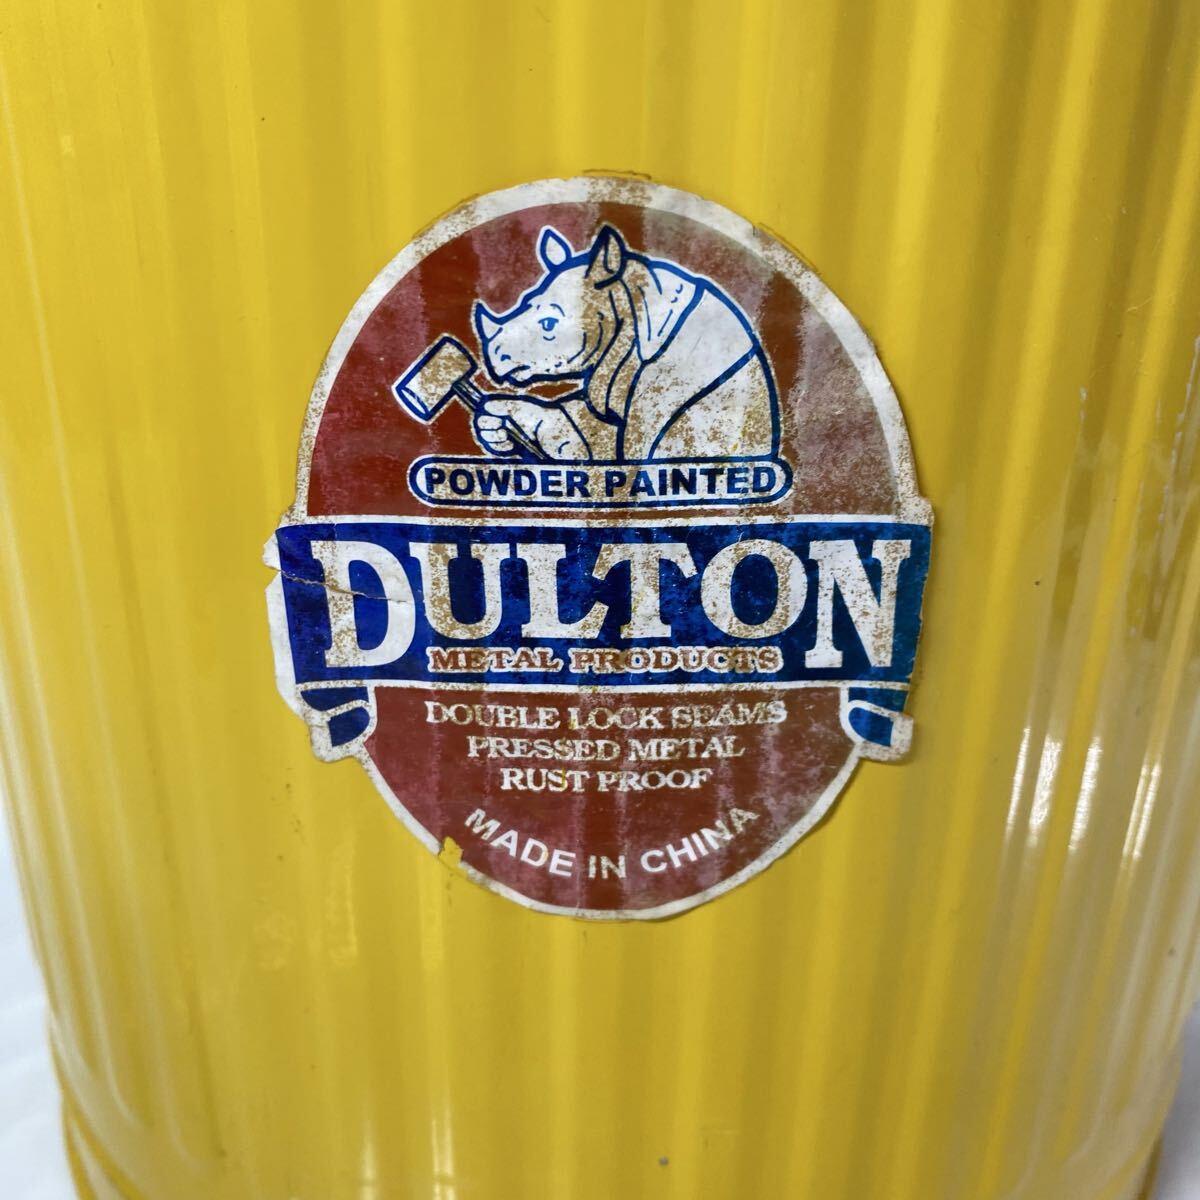 POWDER PAINTED
DULTON
METAL PRODUCTS
DOUBLE LOCK SEAMS
PRESSED METAL
RUST PROOF
MADE IN CHINA